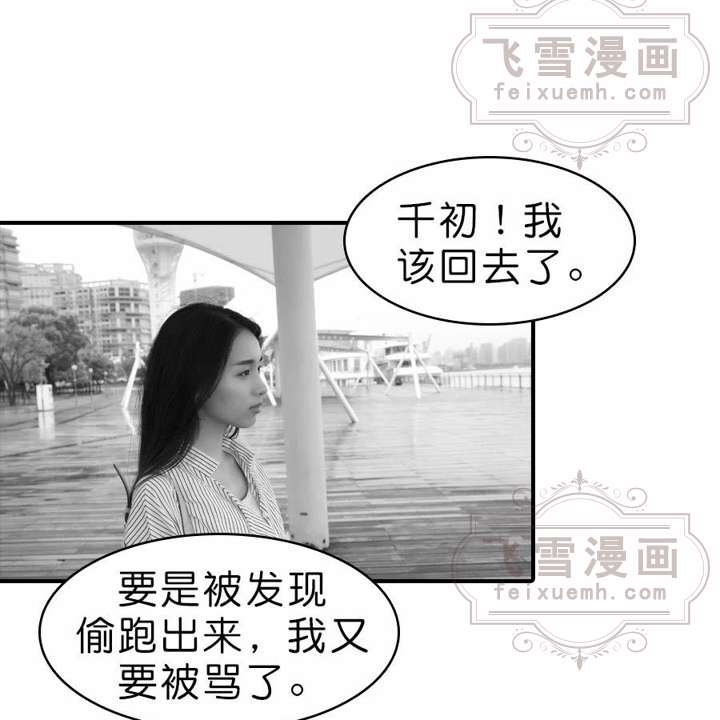 飞雪漫画
feixuemh.com
千初！我
该回去了。
飞雪漫画
feixuemh.com
要是被发现
偷跑出来，我又
要被骂了。